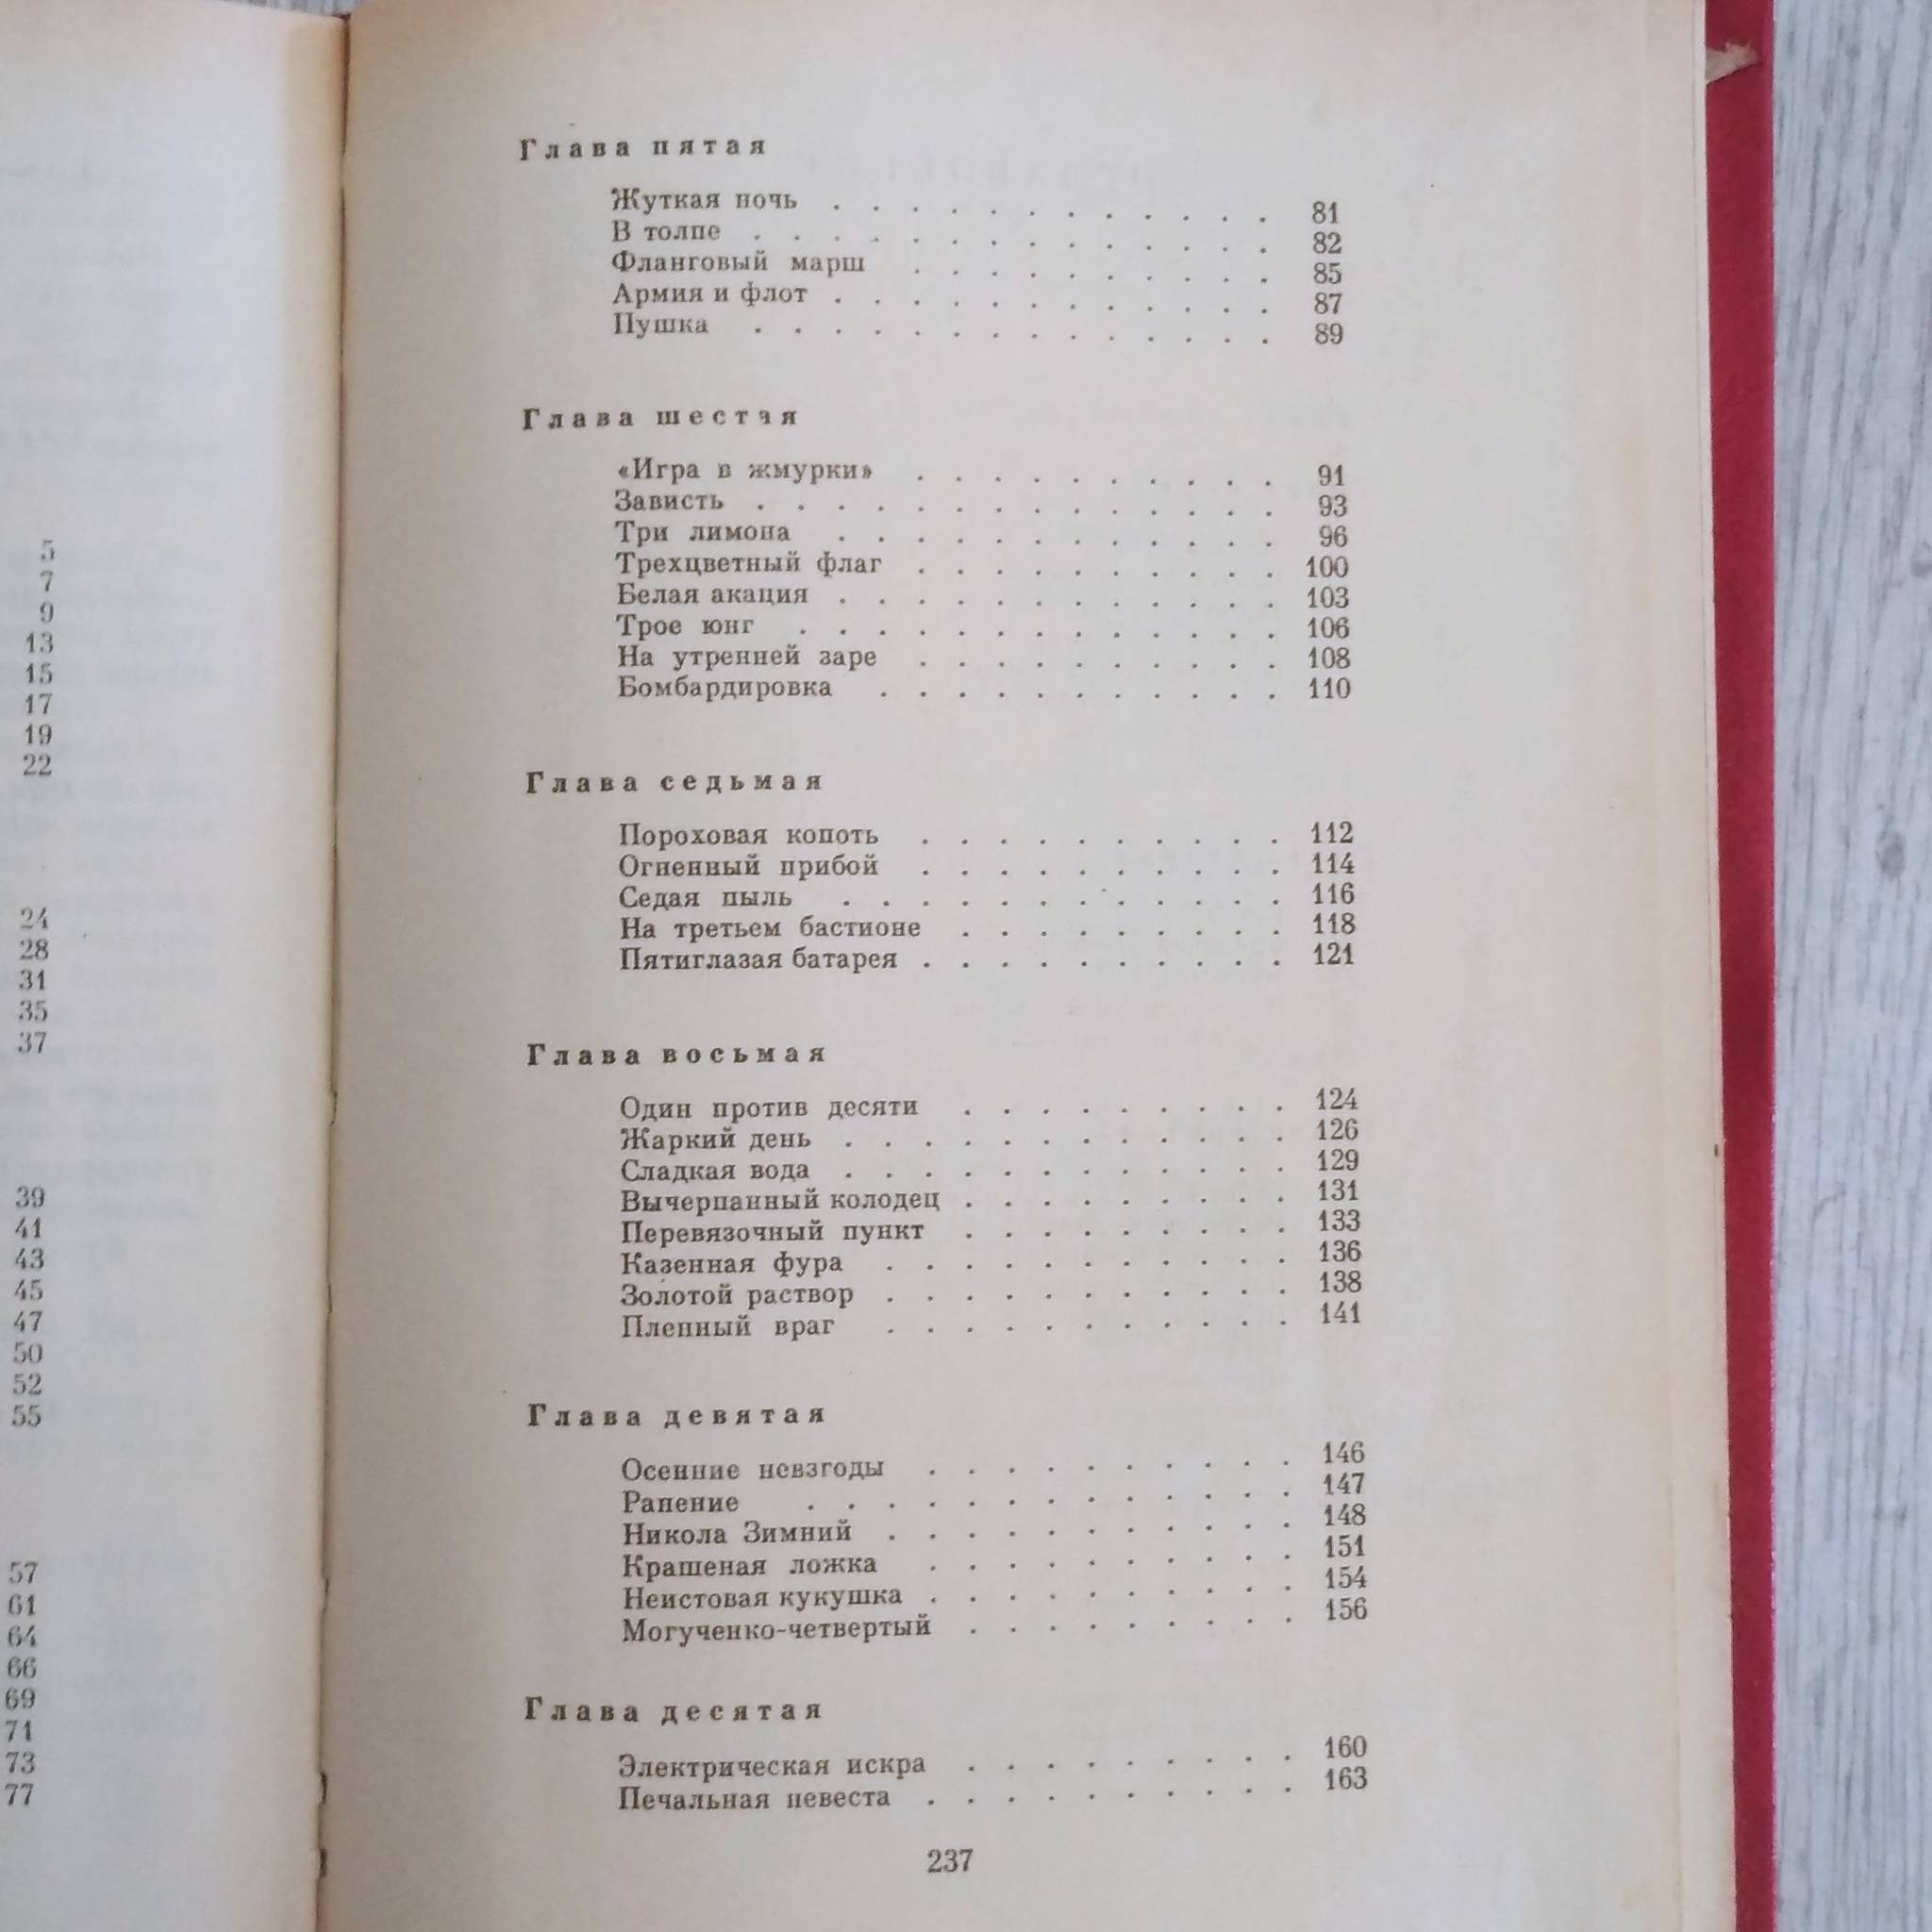 5
7
9
13
15
17
19
22
24
28
31
35
37
39
41
43
45
47
50
52
55
57
61
64
66
69
71
73
77
Глава пятая
Жуткая ночь . . . . . . . . . . . . 81
В толпе . . . . . . . . . . . . . . 82
Фланговый марш . . . . . . . . . . 85
Армия и флот . . . . . . . . . . . . 87
Пушка . . . . . . . . . . . . . . 89
Глава шестая
«Игра в жмурки» . . . . . . . . . . 91
Зависть . . . . . . . . . . . . . . 93
Три лимона . . . . . . . . . . . . 96
Трехцветный флаг . . . . . . . . . . 100
Белая акация . . . . . . . . . . . . 103
Трое юнг . . . . . . . . . . . . . 106
На утренней заре . . . . . . . . . . 108
Бомбардировка . . . . . . . . . . . 110
Глава седьмая
Пороховая копоть . . . . . . . . . . 112
Огненный прибой . . . . . . . . . . 114
Седая пыль . . . . . . . . . . . . 116
На третьем бастионе . . . . . . . . . 118
Пятиглазая батарея . . . . . . . . . . 121
Глава восьмая
Один против десяти . . . . . . . . . 124
Жаркий день . . . . . . . . . . . . 126
Сладкая вода . . . . . . . . . . . . 129
Вычерпанный колодец . . . . . . . . . 131
Перевязочный пункт . . . . . . . . . 133
Казенная фура . . . . . . . . . . . 136
Золотой раствор . . . . . . . . . . . 138
Пленный враг . . . . . . . . . . . 141
Глава девятая
Осенние невзгоды . . . . . . . . . . 146
Ранение . . . . . . . . . . . . . 147
Никола Зимний . . . . . . . . . . . 148
Крашеная ложка . . . . . . . . . . 151
Неистовая кукушка . . . . . . . . . . 154
Могученко-четвертый . . . . . . . . . 156
Глава десятая
Электрическая искра . . . . . . . . . 160
Печальная невеста . . . . . . . . . . 163
237